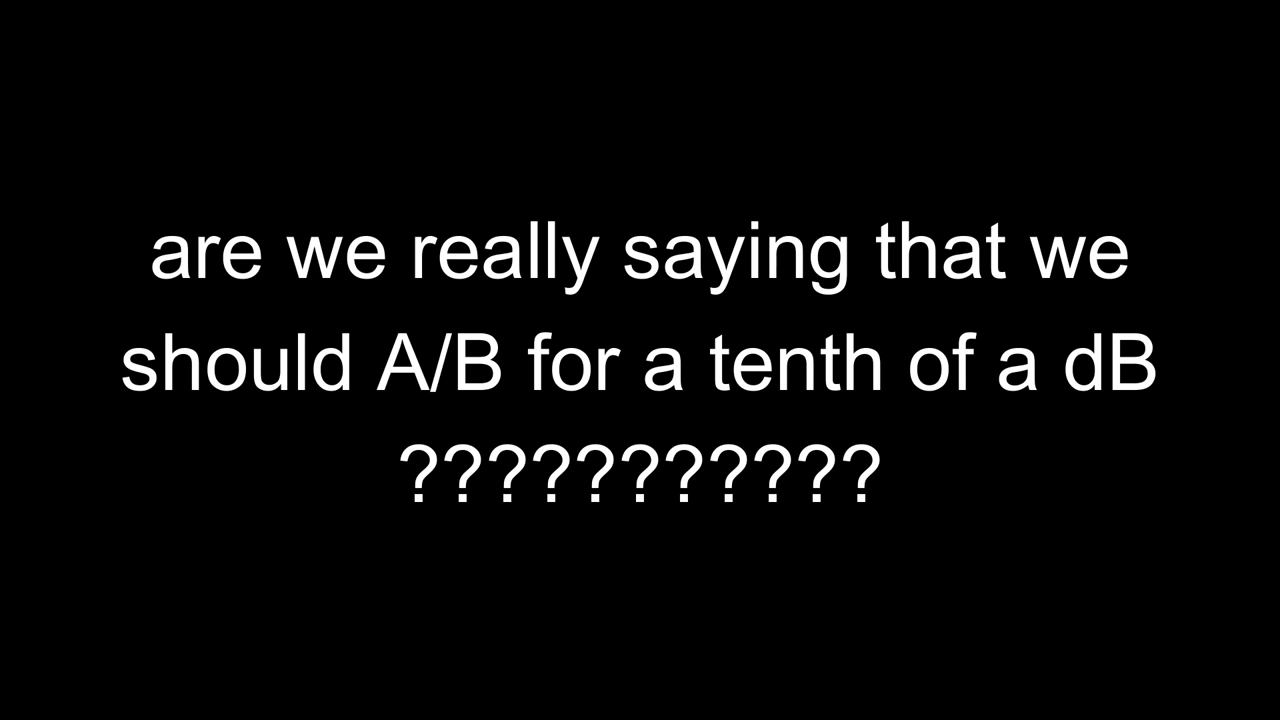 are we really saying that we
should A/B for a tenth of a dB
???????????